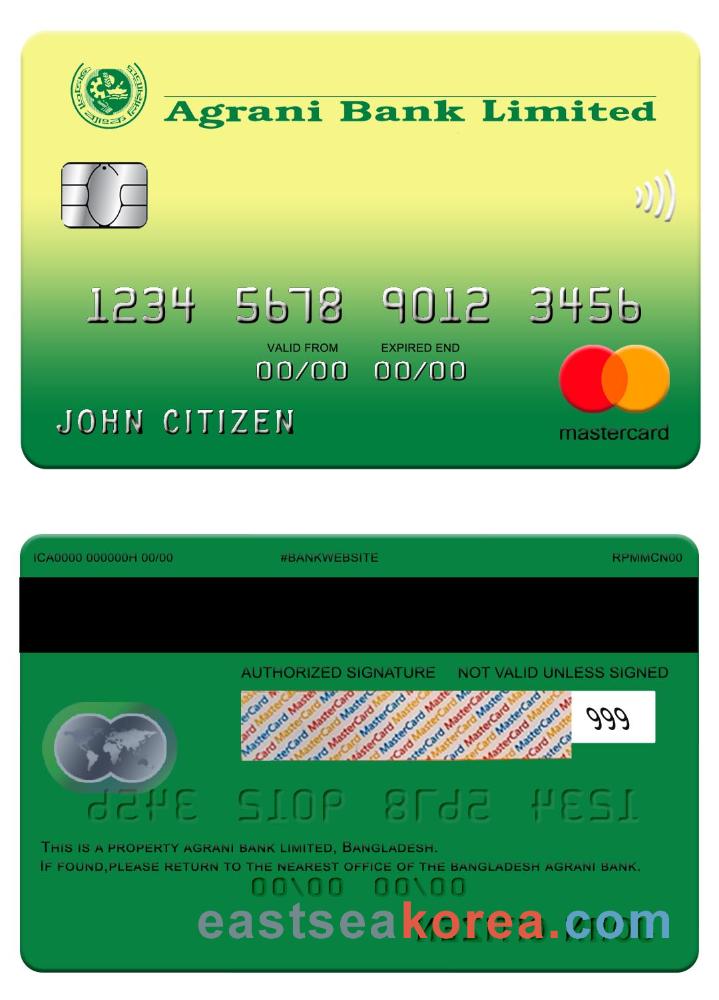 Agrani Bank Limited
1234 5678 9012 3456
VALID FROM EXPIRED END
00/00 00/00
JOHN CITIZEN
mastercard
ICA0000 000000H 00/00 #BANKWEBSITE RPMMCN00
AUTHORIZED SIGNATURE NOT VALID UNLESS SIGNED
MasterCard MasterCard MasterCard
999
THIS IS A PROPERTY AGRANI BANK LIMITED, BANGLADESH.
IF FOUND,PLEASE RETURN TO THE NEAREST OFFICE OF THE BANGLADESH AGRANI BANK.
00/00 00/00
eastseakorea.com